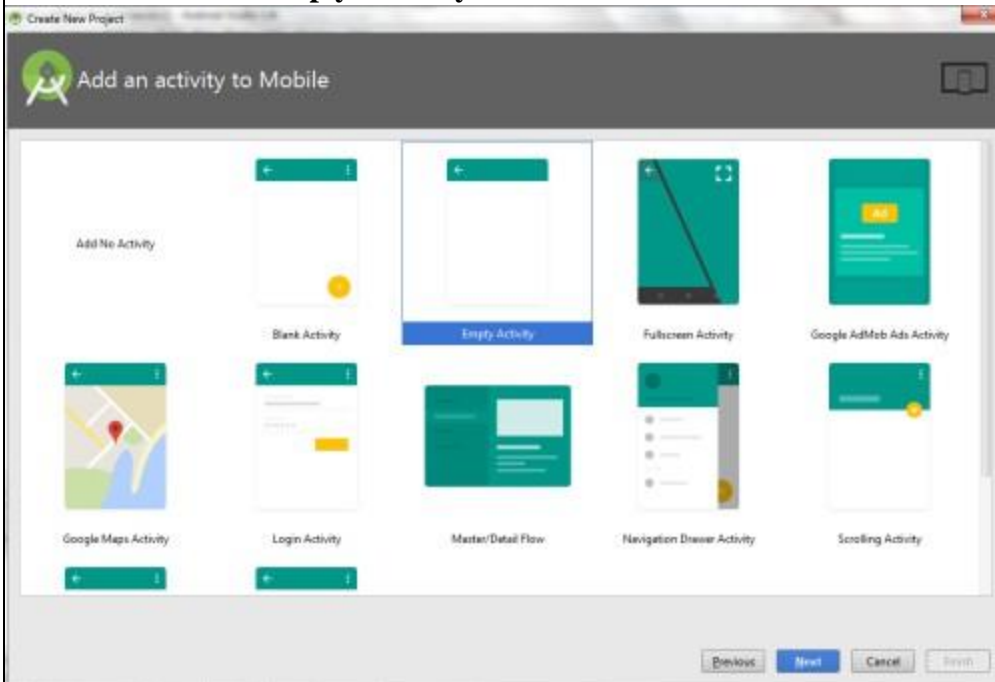 Create New Project
Add an activity to Mobile
Ad
Add No Activity
Blank Activity
Empty Activity
Fullscreen Activity
Google AdMob Ads Activity
Google Maps Activity
Login Activity
Master/Detail Flow
Navigation Drawer Activity
Scrolling Activity
Previous
Next
Cancel
Finish